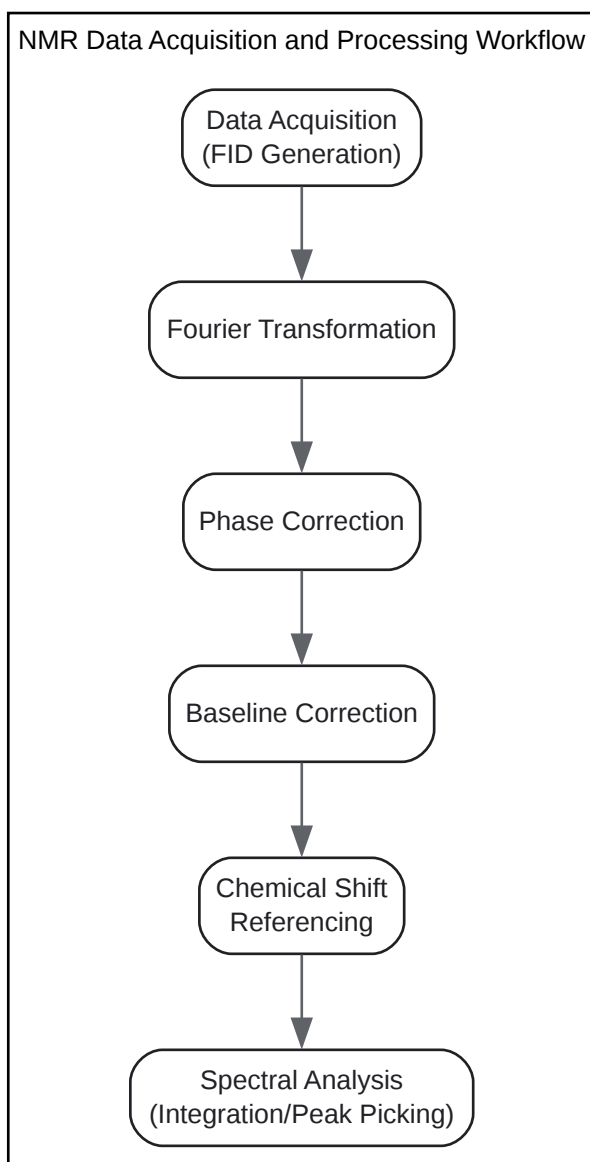 NMR Data Acquisition and Processing Workflow
Data Acquisition
(FID Generation)
Fourier Transformation
Phase Correction
Baseline Correction
Chemical Shift
Referencing
Spectral Analysis
(Integration/Peak Picking)